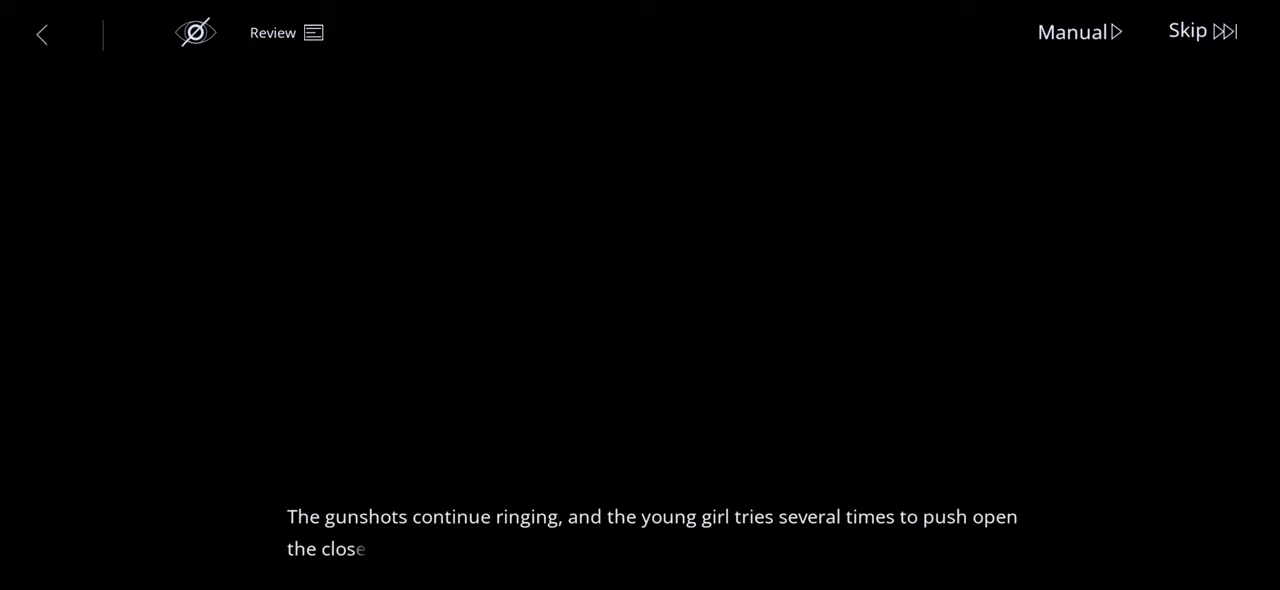 Review
Manual
Skip
The gunshots continue ringing, and the young girl tries several times to push open
the close